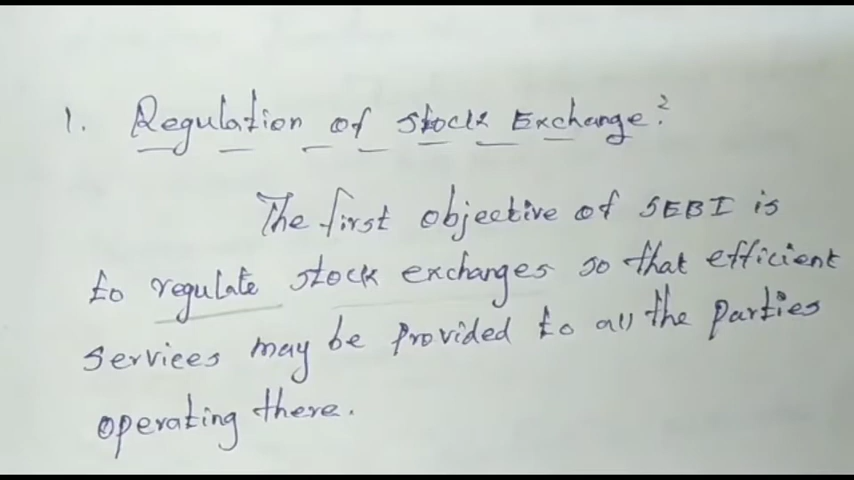 1. Regulation of stock Exchange?
The first objective of SEBI is
to regulate stock exchanges so that efficient
services may be provided to all the parties
operating there.